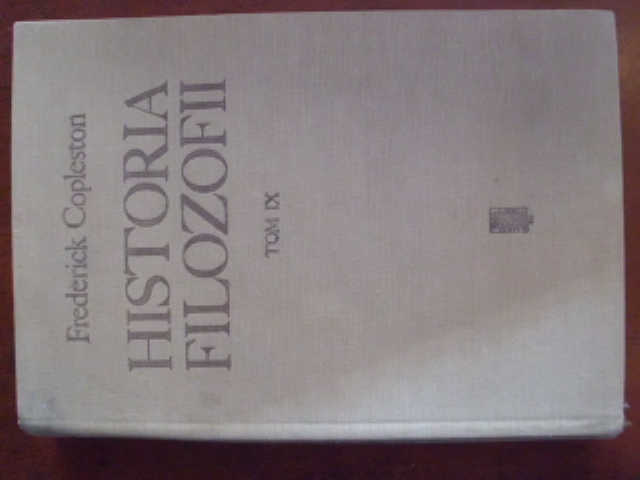 Frederick Copleston
HISTORIA
FILOZOFII
TOM IX